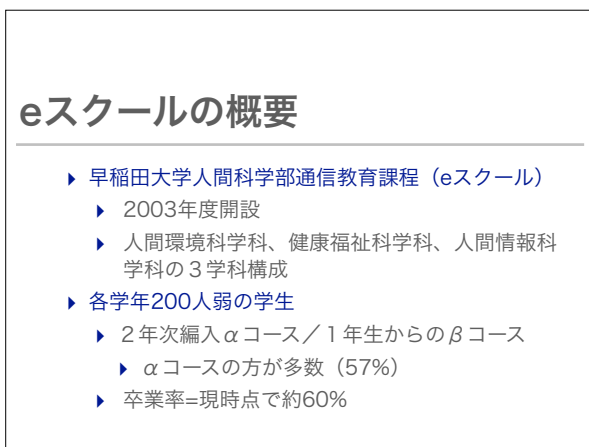 eスクールの概要
早稲田大学人間科学部通信教育課程（eスクール）
2003年度開設
人間環境科学科、健康福祉科学科、人間情報科
学科の３学科構成
各学年200人弱の学生
２年次編入αコース／１年生からのβコース
αコースの方が多数（57%）
卒業率=現時点で約60%